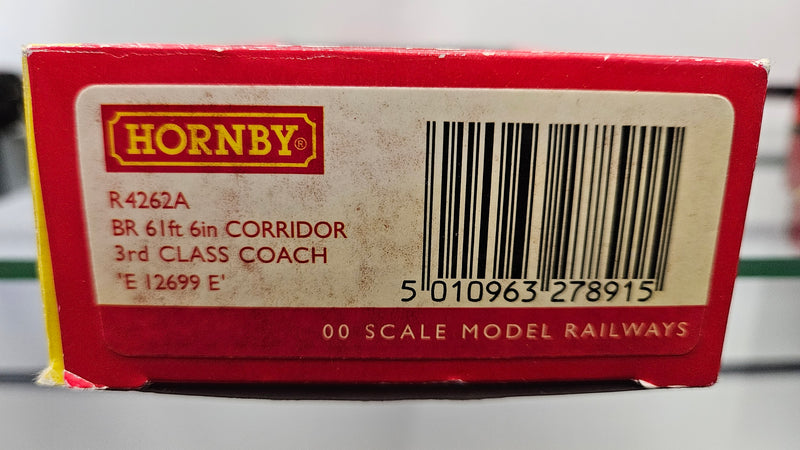 HORNBY®
R4262A
BR 61ft 6in CORRIDOR
3rd CLASS COACH
'E 12699 E'
5 010963 278915
00 SCALE MODEL RAILWAYS